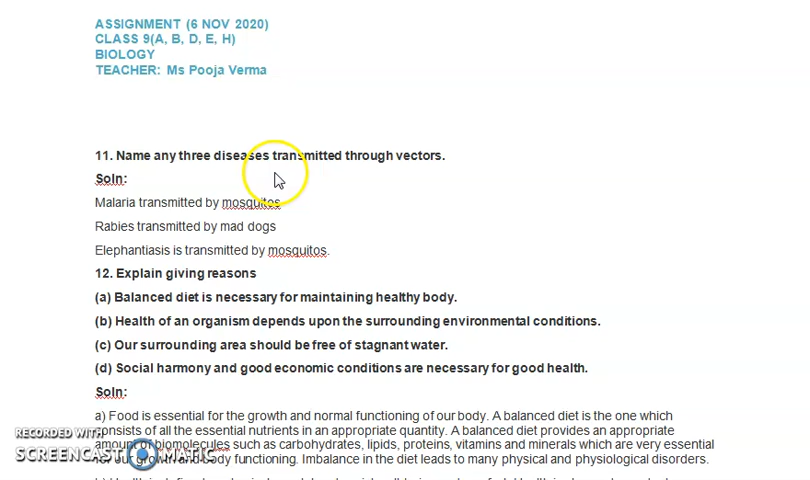 ASSIGNMENT (6 NOV 2020)
CLASS 9(A, B, D, E, H)
BIOLOGY
TEACHER: Ms Pooja Verma
11. Name any three diseases transmitted through vectors.
Soln:
Malaria transmitted by mosquitos
Rabies transmitted by mad dogs
Elephantiasis is transmitted by mosquitos.
12. Explain giving reasons
(a) Balanced diet is necessary for maintaining healthy body.
(b) Health of an organism depends upon the surrounding environmental conditions.
(c) Our surrounding area should be free of stagnant water.
(d) Social harmony and good economic conditions are necessary for good health.
Soln:
a) Food is essential for the growth and normal functioning of our body. A balanced diet is the one which
consists of all the essential nutrients in an appropriate quantity. A balanced diet provides an appropriate
amount of biomolecules such as carbohydrates, lipids, proteins, vitamins and minerals which are very essential
for our growth and body functioning. Imbalance in the diet leads to many physical and physiological disorders.
RECORDED WITH
SCREENCAST MATIC